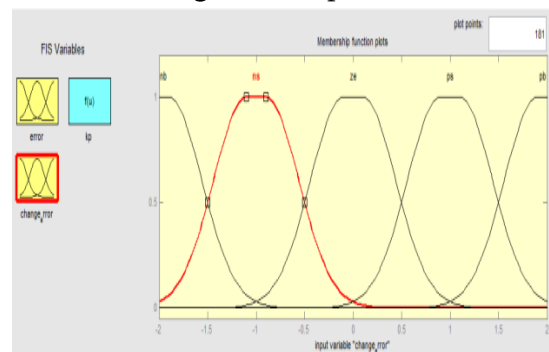 plot points:
181
FIS Variables
Membership function plots
nb ns ze ps pb
f(u)
error kp
change_rror
1
0.5
0
-2 -1.5 -1 -0.5 0 0.5 1 1.5 2
input variable "change_rror"